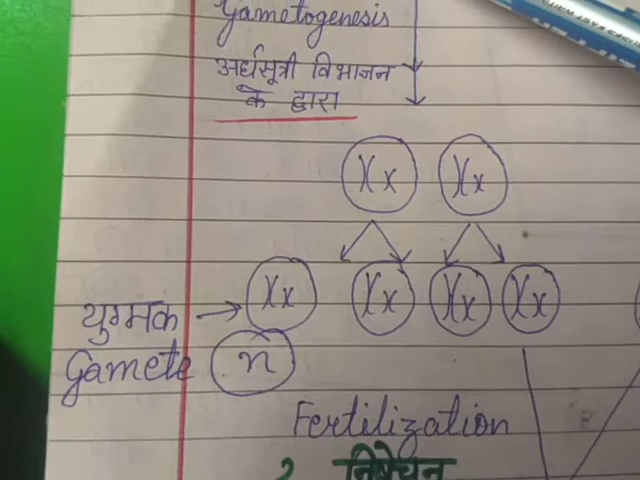 Gametogenesis
अर्धसूत्री विभाजन
के द्वारा
Xx Xx
युग्मक → Xx Xx Xx Xx
Gamete n
Fertilization
निषेचन